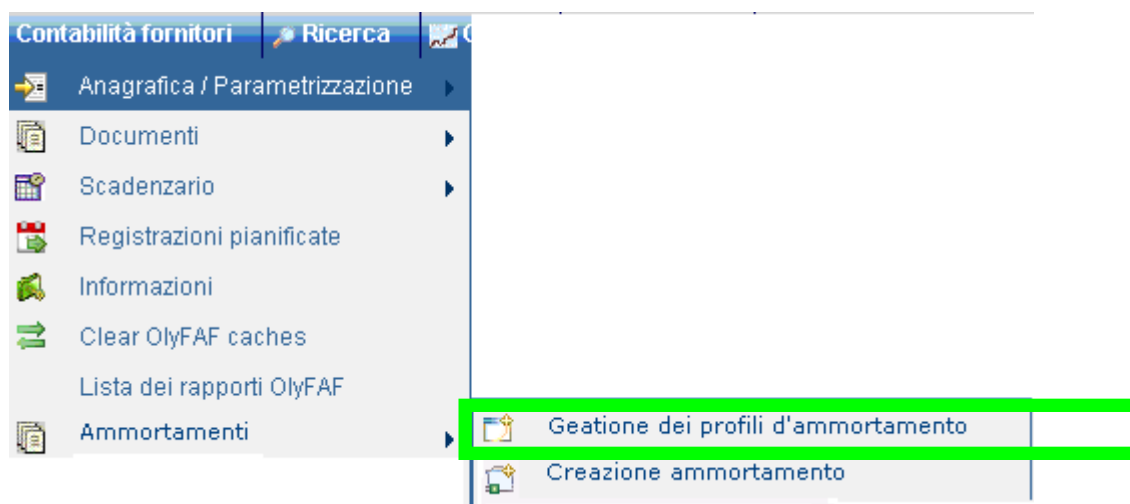 Contabilità fornitori Ricerca
Anagrafica / Parametrizzazione
Documenti
Scadenzario
Registrazioni pianificate
Informazioni
Clear OlyFAF caches
Lista dei rapporti OlyFAF
Ammortamenti
Geatione dei profili d'ammortamento
Creazione ammortamento